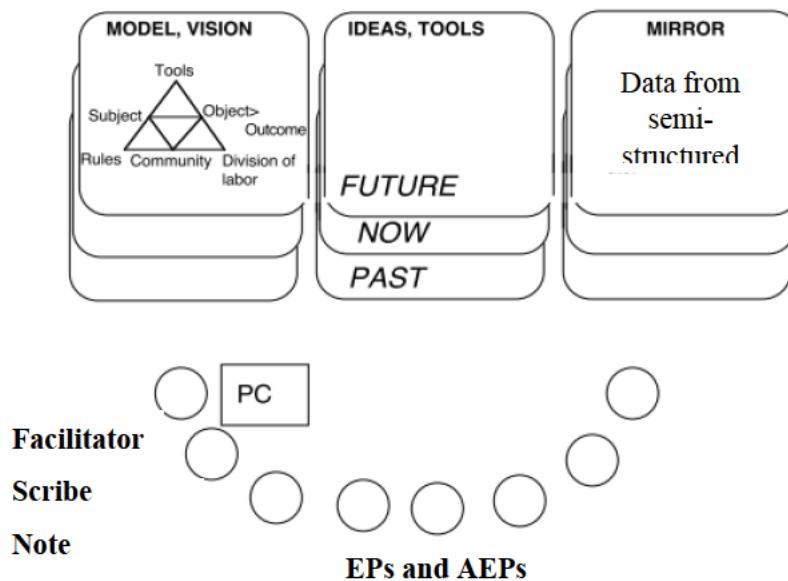 MODEL, VISION
Tools
Subject
Object>
Outcome
Rules
Community
Division of
labor
IDEAS, TOOLS
FUTURE
NOW
PAST
MIRROR
Data from
semi-
structured
PC
Facilitator
Scribe
Note
EPs and AEPs